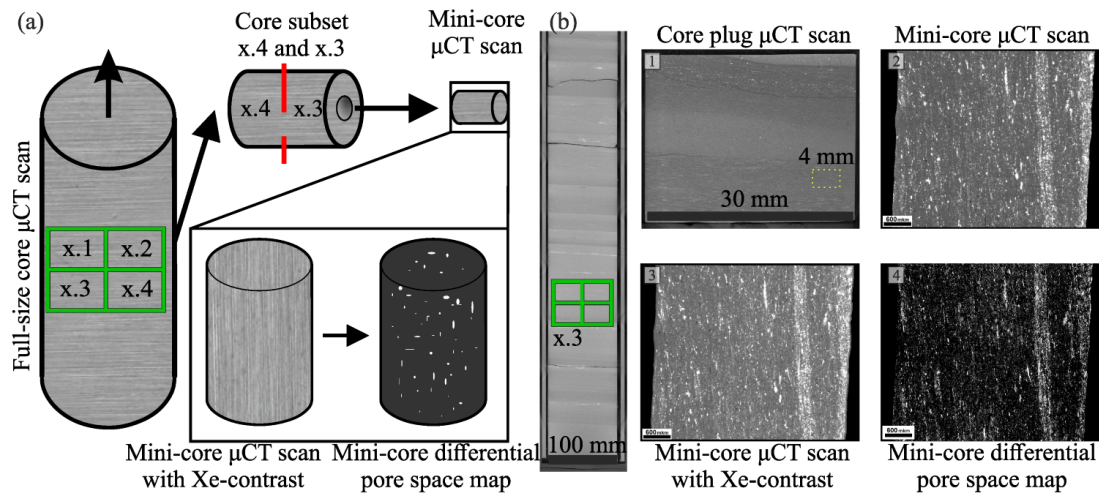 (a)
Core subset
x.4 and x.3
Mini-core
μCT scan
x.4
x.3
Full-size core μCT scan
x.1
x.2
x.3
x.4
Mini-core μCT scan
with Xe-contrast
Mini-core differential
pore space map
(b)
x.3
100 mm
Core plug μCT scan
1
4 mm
30 mm
Mini-core μCT scan
2
600 mkm
3
600 mkm
Mini-core μCT scan
with Xe-contrast
4
600 mkm
Mini-core differential
pore space map